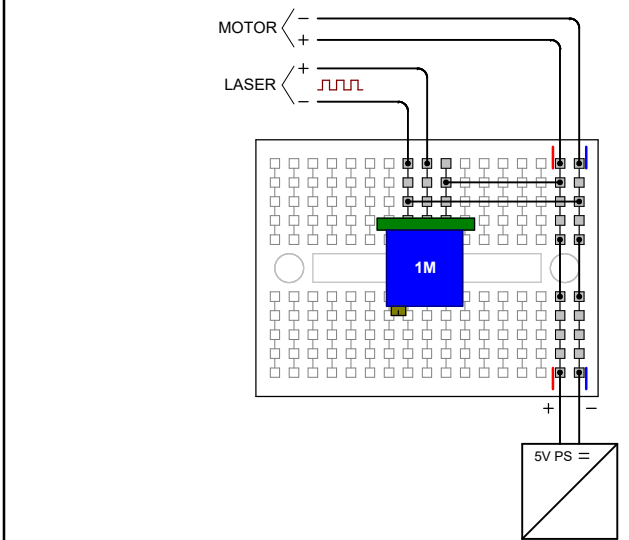 MOTOR − +
LASER + −
1M
+ −
5V PS =